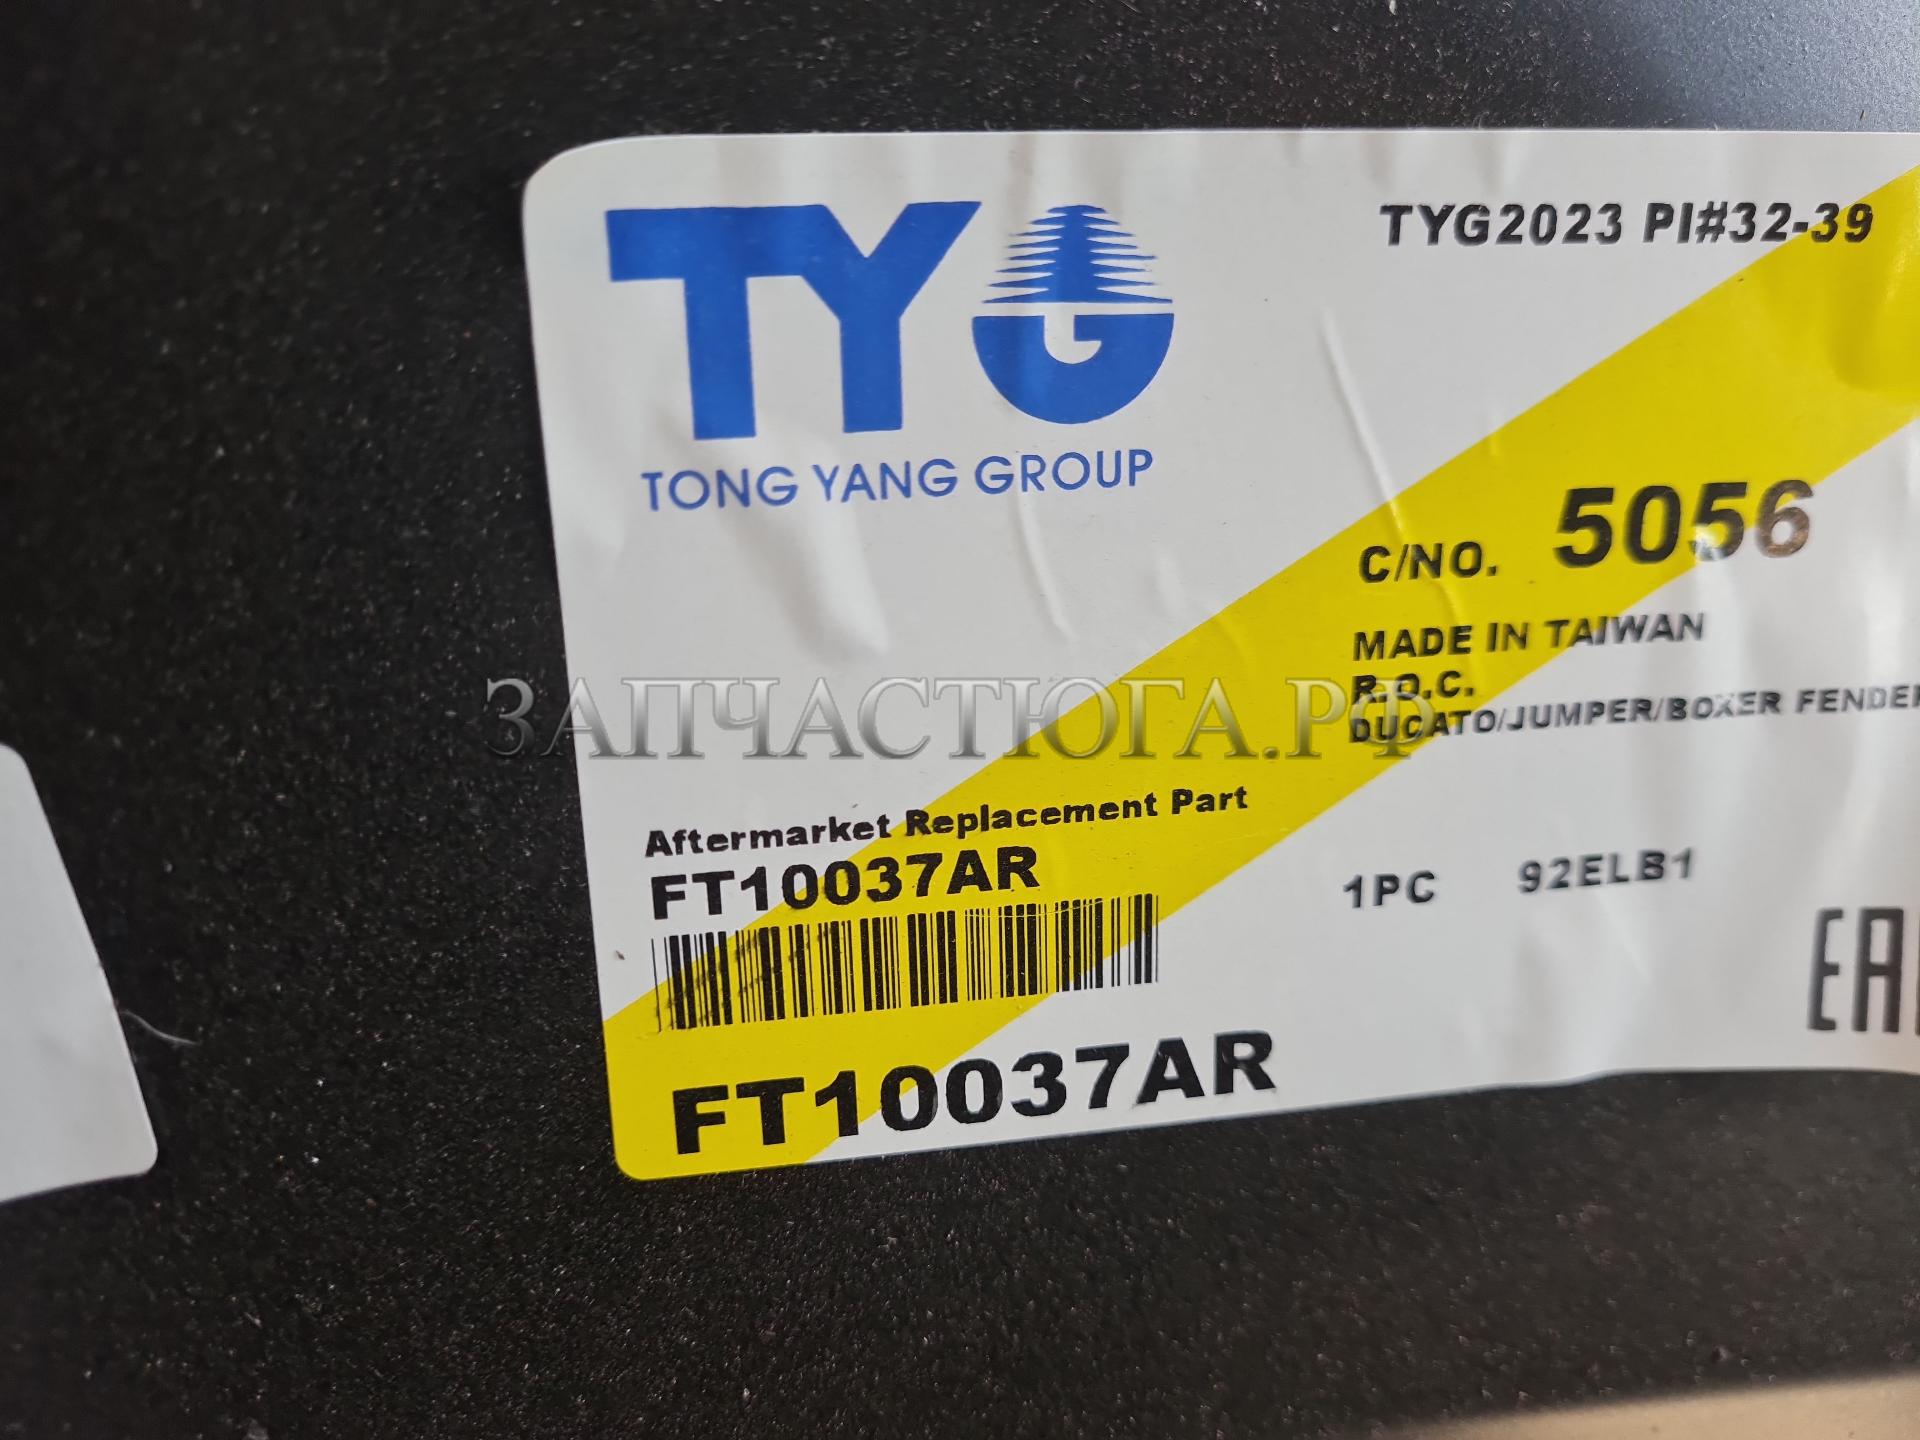 TYG
TONG YANG GROUP
TYG2023 PI#32-39
C/NO. 5056
MADE IN TAIWAN
R.O.C.
DUCATO/JUMPER/BOXER FENDER
ЗАПЧАСТЮГА.РФ
Aftermarket Replacement Part
FT10037AR
1PC 92ELB1
FT10037AR